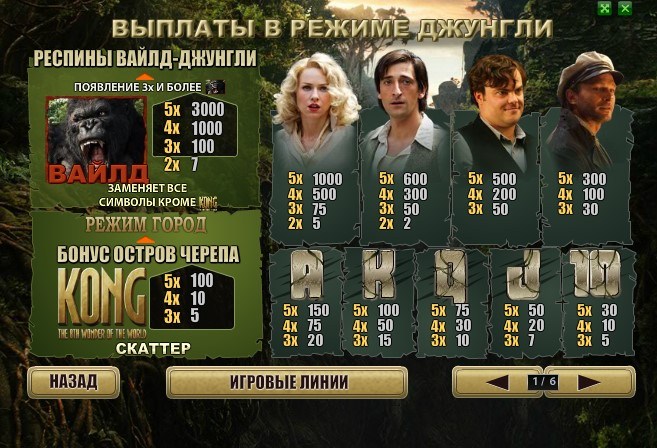 ВЫПЛАТЫ В РЕЖИМЕ ДЖУНГЛИ
РЕСПИНЫ ВАЙЛД-ДЖУНГЛИ
ПОЯВЛЕНИЕ 3x И БОЛЕЕ
5x 3000
4x 1000
3x 100
2x 7
ВАЙЛД
ЗАМЕНЯЕТ ВСЕ
СИМВОЛЫ КРОМЕ KONG
РЕЖИМ ГОРОД
БОНУС ОСТРОВ ЧЕРЕПА
KONG
THE 8TH WONDER OF THE WORLD
5x 100
4x 10
3x 5
СКАТТЕР
5x 1000
4x 500
3x 75
2x 5
5x 600
4x 300
3x 50
2x 2
5x 500
4x 200
3x 50
5x 300
4x 100
3x 30
A
5x 150
4x 75
3x 20
K
5x 100
4x 50
3x 15
Q
5x 75
4x 30
3x 10
J
5x 50
4x 20
3x 7
10
5x 30
4x 10
3x 5
НАЗАД
ИГРОВЫЕ ЛИНИИ
1 / 6